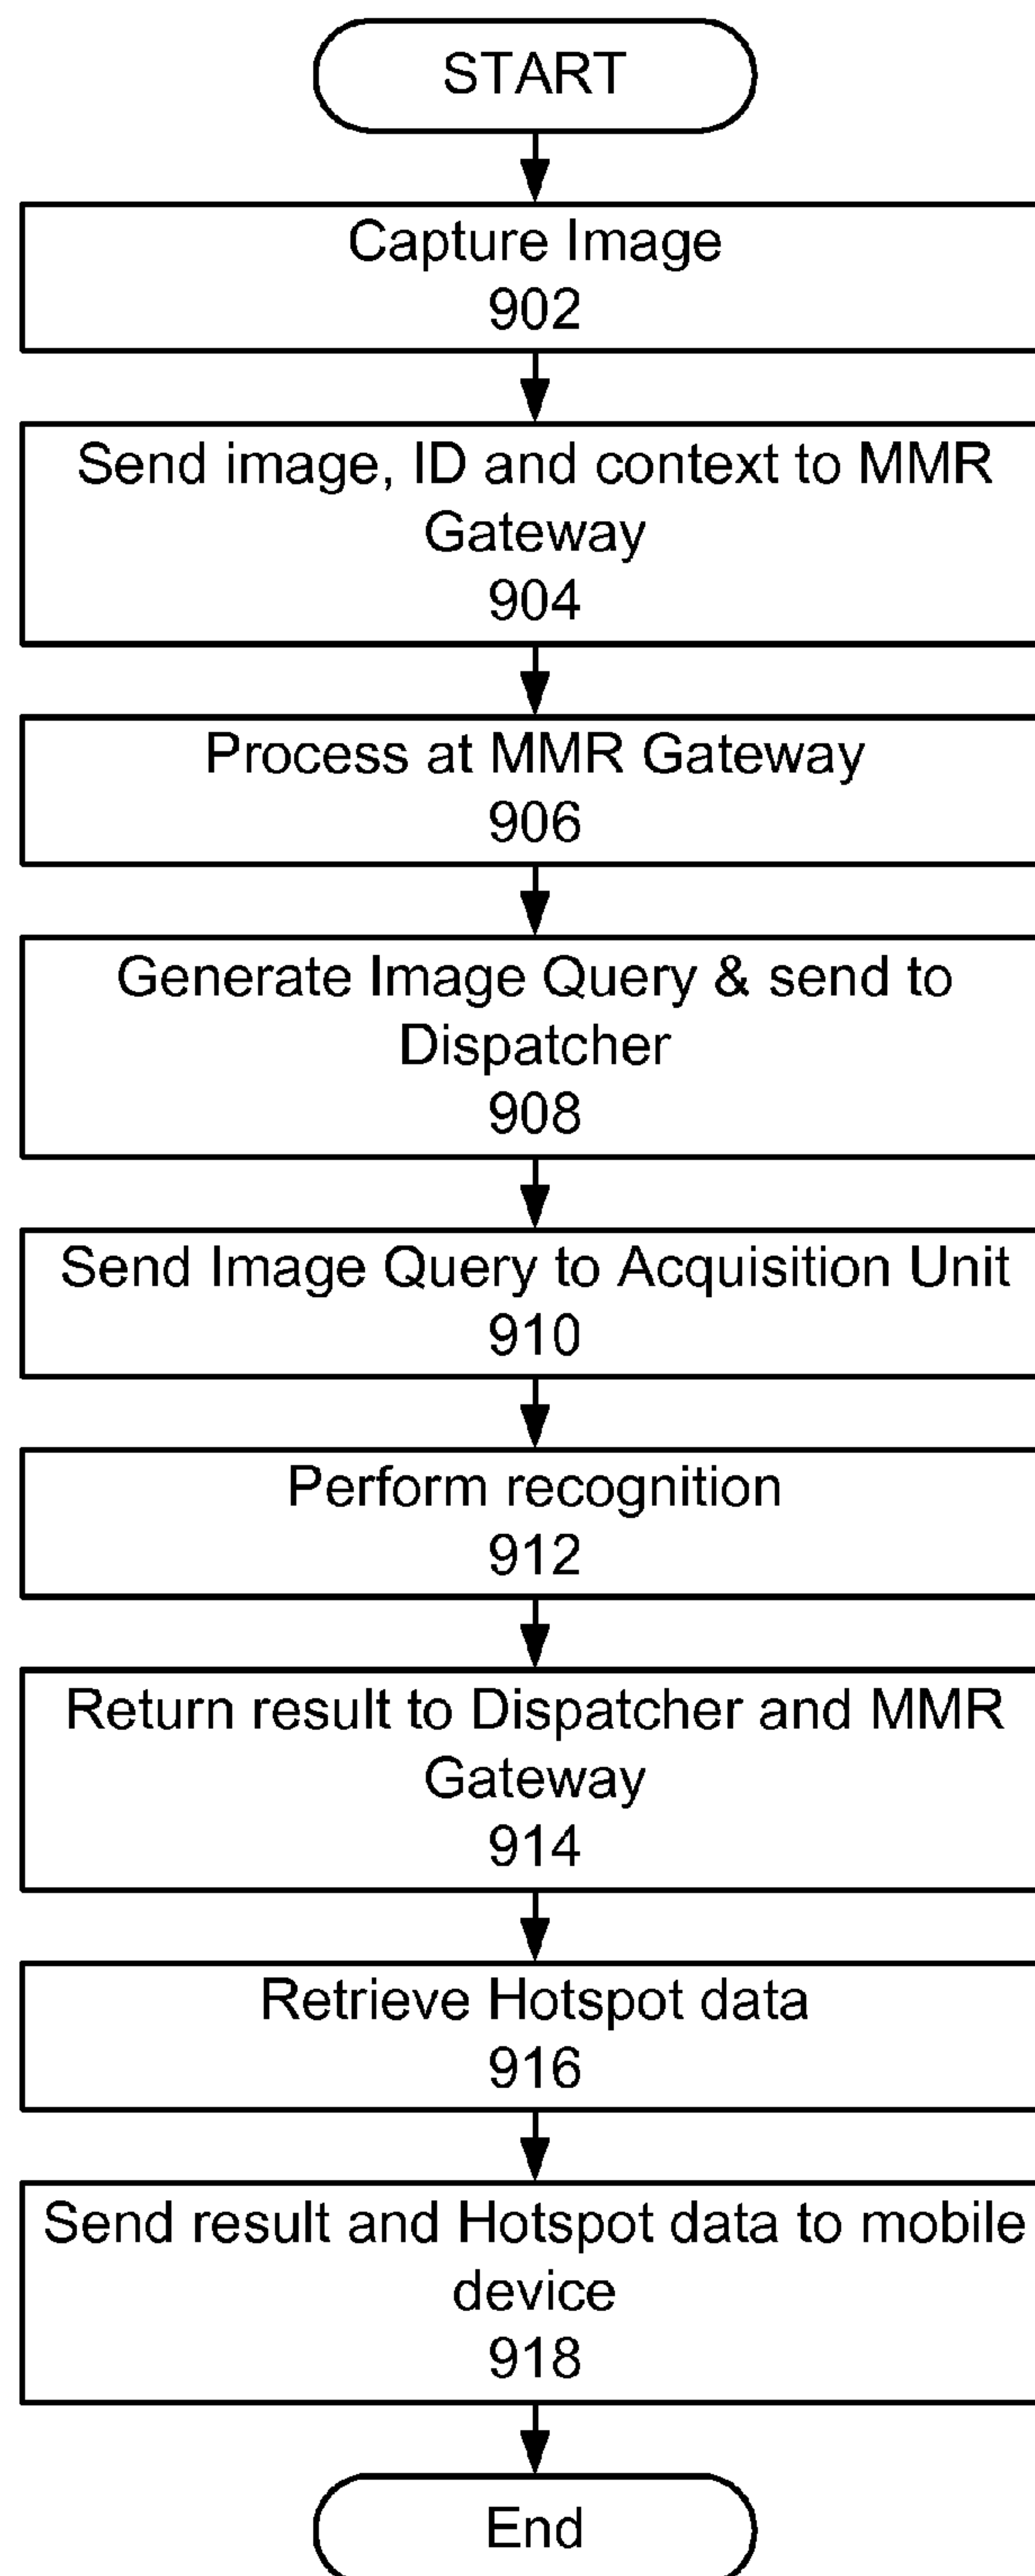 START
Capture Image
902
Send image, ID and context to MMR
Gateway
904
Process at MMR Gateway
906
Generate Image Query & send to
Dispatcher
908
Send Image Query to Acquisition Unit
910
Perform recognition
912
Return result to Dispatcher and MMR
Gateway
914
Retrieve Hotspot data
916
Send result and Hotspot data to mobile
device
918
End